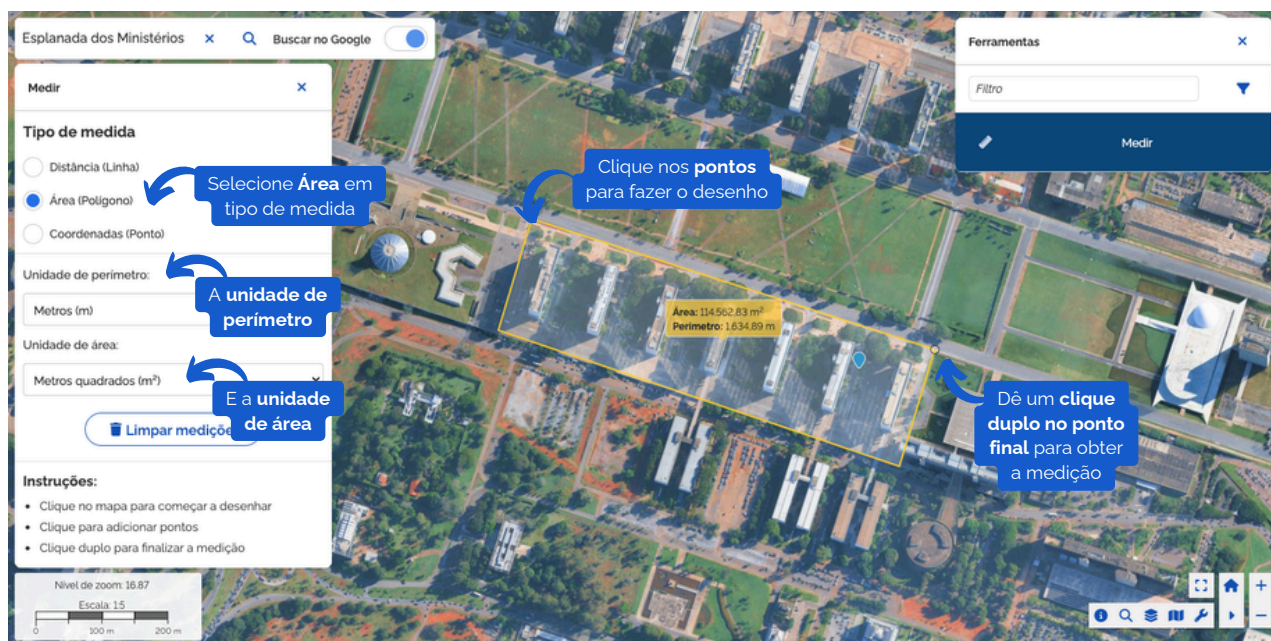 Esplanada dos Ministérios
Buscar no Google
Medir
Tipo de medida
Distância (Linha)
Área (Polígono)
Coordenadas (Ponto)
Selecione Área em
tipo de medida
Unidade de perímetro:
Metros (m)
A unidade de
perímetro
Unidade de área:
Metros quadrados (m²)
E a unidade
de área
Limpar mediçõe
Instruções:
• Clique no mapa para começar a desenhar
• Clique para adicionar pontos
• Clique duplo para finalizar a medição
Nível de zoom: 16.87
Escala: 1:5
0 100 m 200 m
Clique nos pontos
para fazer o desenho
Área: 114.562,83 m²
Perímetro: 1.634,89 m
Dê um clique
duplo no ponto
final para obter
a medição
Ferramentas
Filtro
Medir